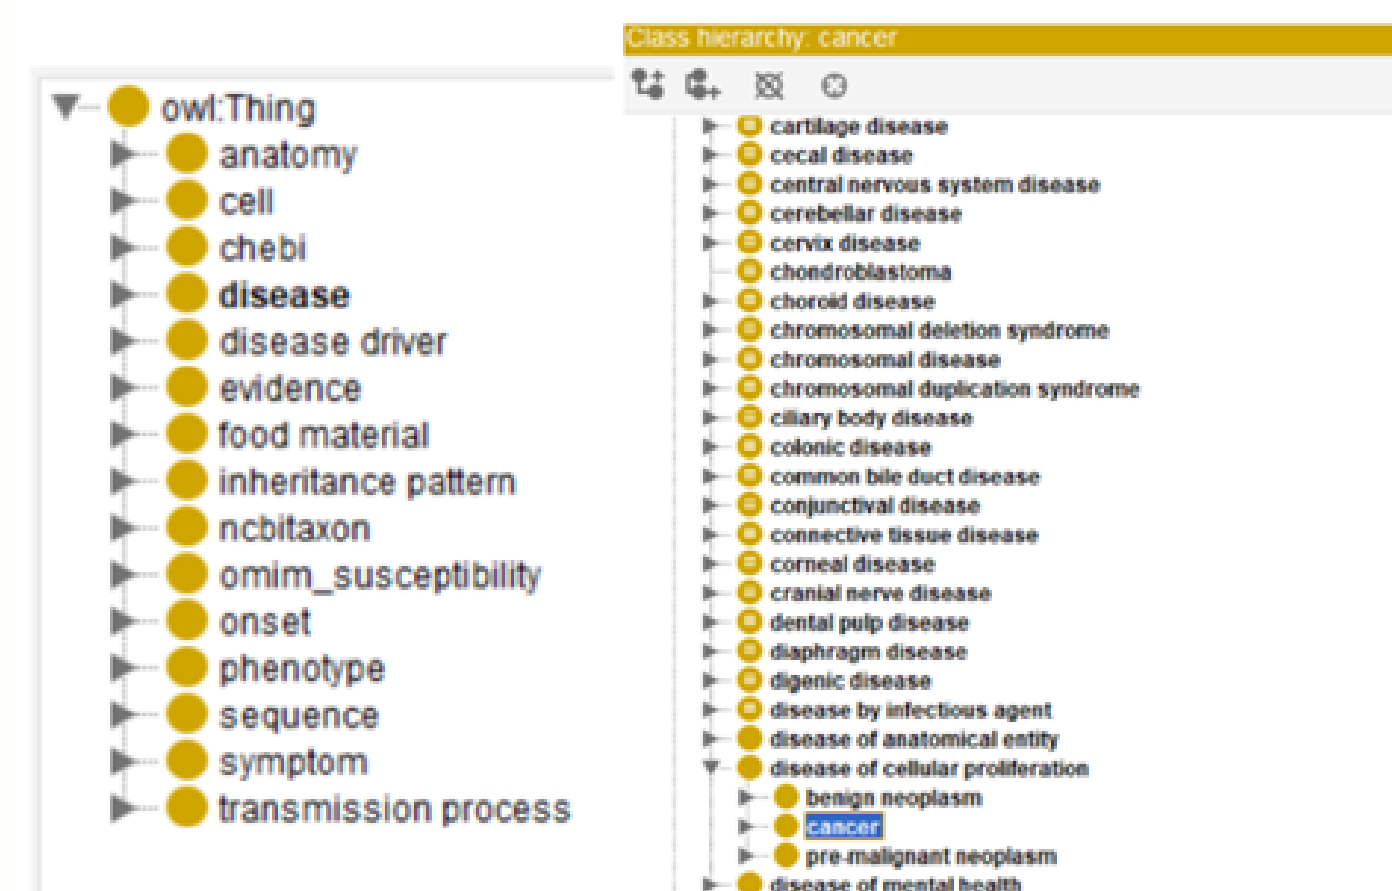 owl:Thing
anatomy
cell
chebi
disease
disease driver
evidence
food material
inheritance pattern
ncbitaxon
omim_susceptibility
onset
phenotype
sequence
symptom
transmission process
Class hierarchy: cancer
cartilage disease
cecal disease
central nervous system disease
cerebellar disease
cervix disease
chondroblastoma
choroid disease
chromosomal deletion syndrome
chromosomal disease
chromosomal duplication syndrome
ciliary body disease
colonic disease
common bile duct disease
conjunctival disease
connective tissue disease
corneal disease
cranial nerve disease
dental pulp disease
diaphragm disease
digenic disease
disease by infectious agent
disease of anatomical entity
disease of cellular proliferation
benign neoplasm
cancer
pre-malignant neoplasm
disease of mental health